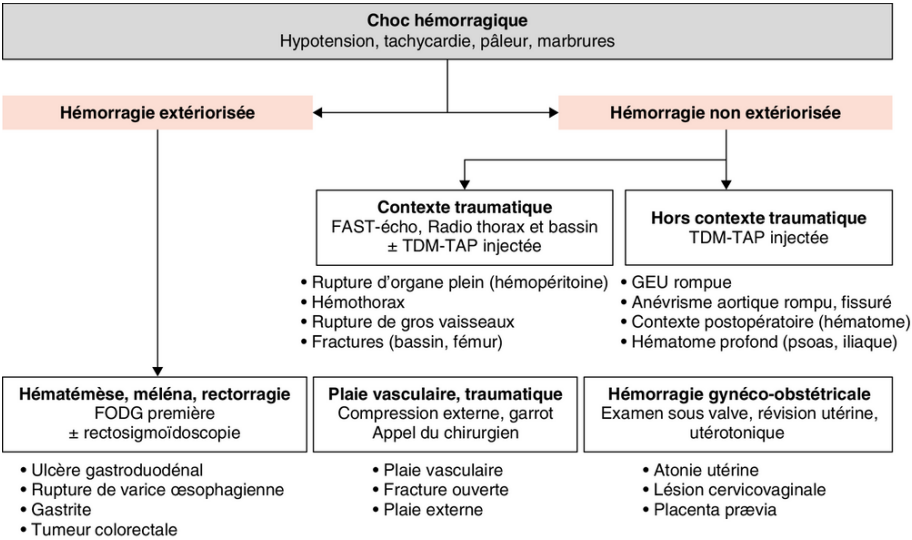 Choc hémorragique
Hypotension, tachycardie, pâleur, marbrures
Hémorragie extériorisée
Hémorragie non extériorisée
Contexte traumatique
FAST-écho, Radio thorax et bassin
± TDM-TAP injectée
• Rupture d'organe plein (hémopéritoine)
• Hémothorax
• Rupture de gros vaisseaux
• Fractures (bassin, fémur)
Hors contexte traumatique
TDM-TAP injectée
• GEU rompue
• Anévrisme aortique rompu, fissuré
• Contexte postopératoire (hématome)
• Hématome profond (psoas, iliaque)
Hématémèse, méléna, rectorragie
FODG première
± rectosigmoïdoscopie
• Ulcère gastroduodénal
• Rupture de varice œsophagienne
• Gastrite
• Tumeur colorectale
Plaie vasculaire, traumatique
Compression externe, garrot
Appel du chirurgien
• Plaie vasculaire
• Fracture ouverte
• Plaie externe
Hémorragie gynéco-obstétricale
Examen sous valve, révision utérine,
utérotonique
• Atonie utérine
• Lésion cervicovaginale
• Placenta prævia